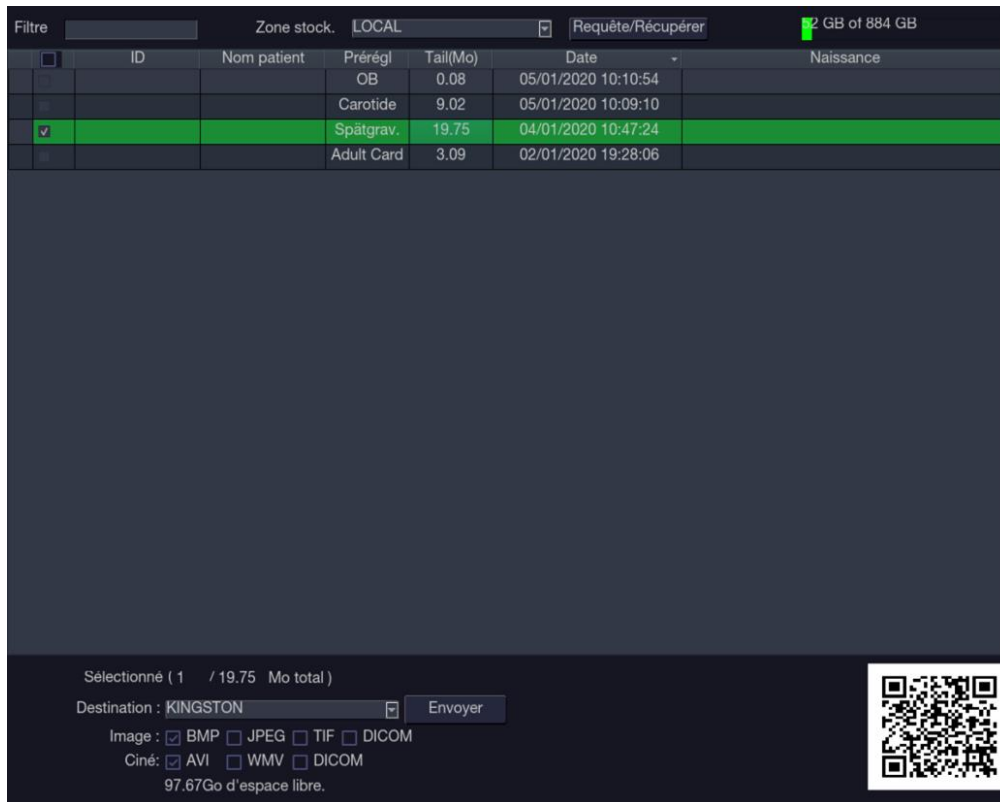 Filtre Zone stock. LOCAL Requête/Récupérer 52 GB of 884 GB
ID Nom patient Prérégl Tail(Mo) Date Naissance
OB 0.08 05/01/2020 10:10:54
Carotide 9.02 05/01/2020 10:09:10
Spätgrav. 19.75 04/01/2020 10:47:24
Adult Card 3.09 02/01/2020 19:28:06
Sélectionné ( 1 / 19.75 Mo total )
Destination : KINGSTON Envoyer
Image : BMP JPEG TIF DICOM
Ciné: AVI WMV DICOM
97.67Go d'espace libre.